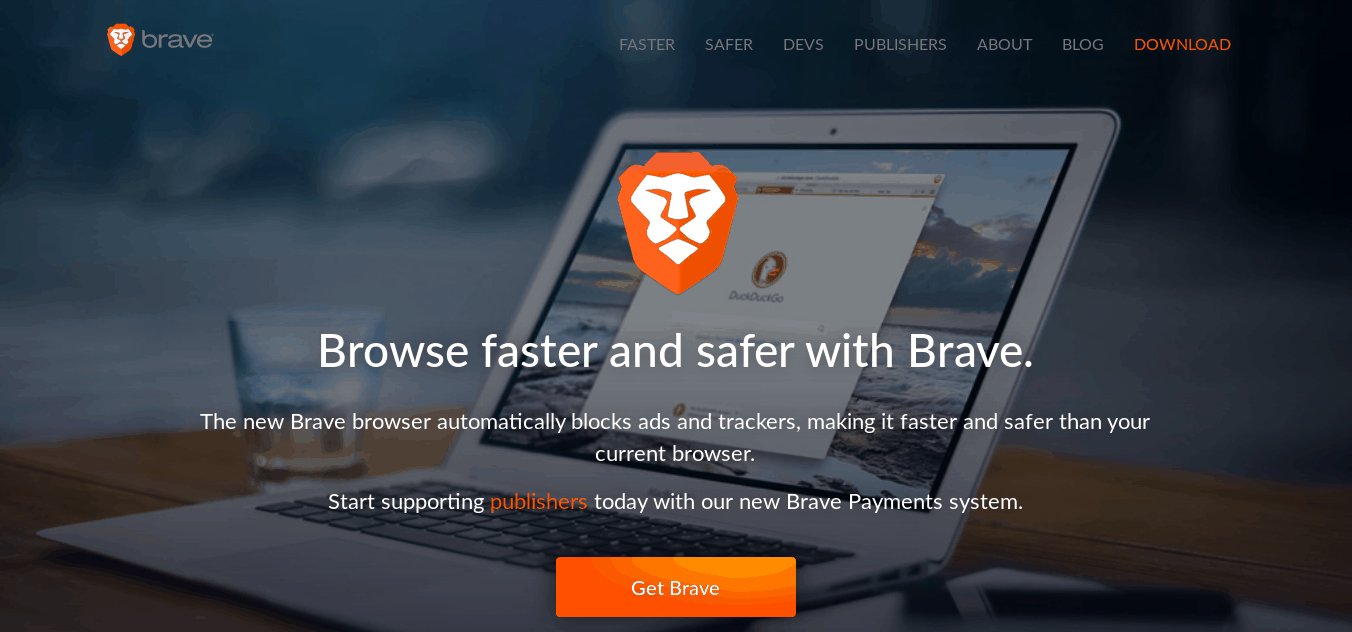 brave
FASTER SAFER DEVS PUBLISHERS ABOUT BLOG DOWNLOAD
DuckDuckGo
Browse faster and safer with Brave.
The new Brave browser automatically blocks ads and trackers, making it faster and safer than your
current browser.
Start supporting publishers today with our new Brave Payments system.
Get Brave